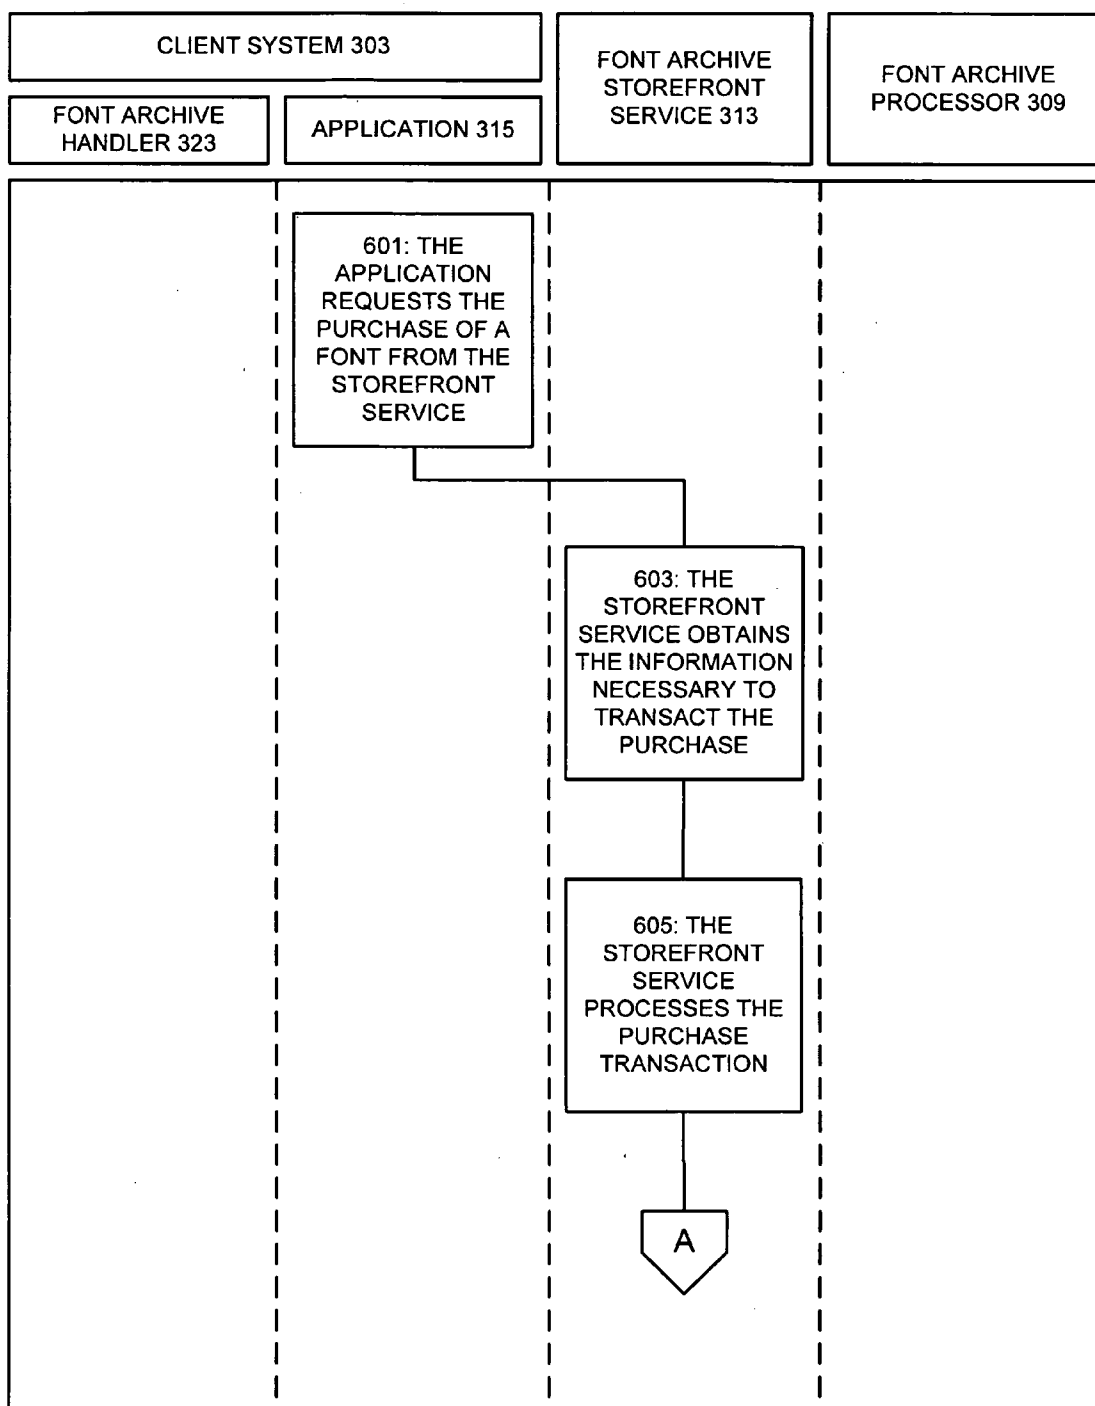 CLIENT SYSTEM 303
FONT ARCHIVE
STOREFRONT
SERVICE 313
FONT ARCHIVE
PROCESSOR 309
FONT ARCHIVE
HANDLER 323
APPLICATION 315
601: THE
APPLICATION
REQUESTS THE
PURCHASE OF A
FONT FROM THE
STOREFRONT
SERVICE
603: THE
STOREFRONT
SERVICE OBTAINS
THE INFORMATION
NECESSARY TO
TRANSACT THE
PURCHASE
605: THE
STOREFRONT
SERVICE
PROCESSES THE
PURCHASE
TRANSACTION
A